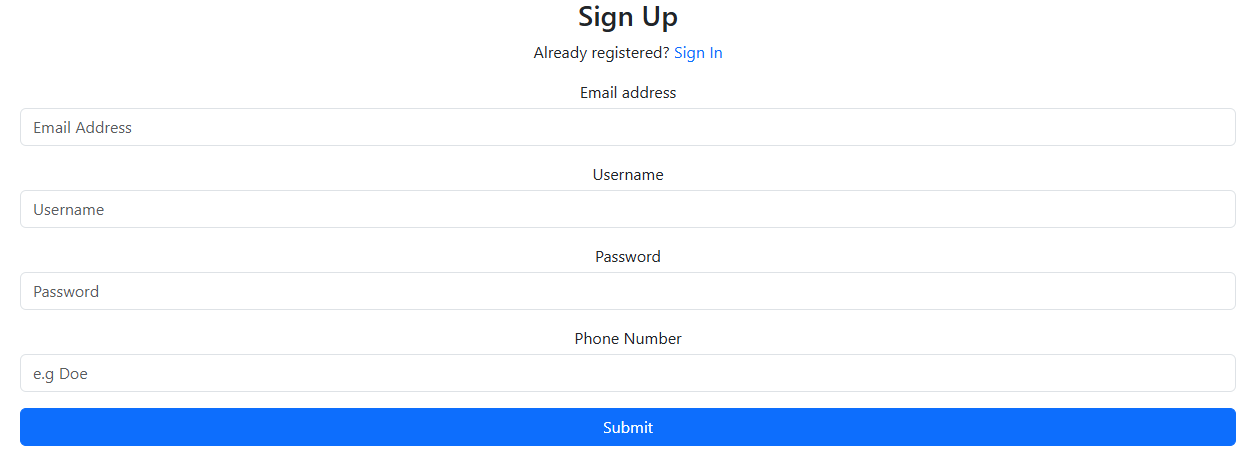 Sign Up
Already registered? Sign In
Email address
Email Address
Username
Username
Password
Password
Phone Number
e.g Doe
Submit